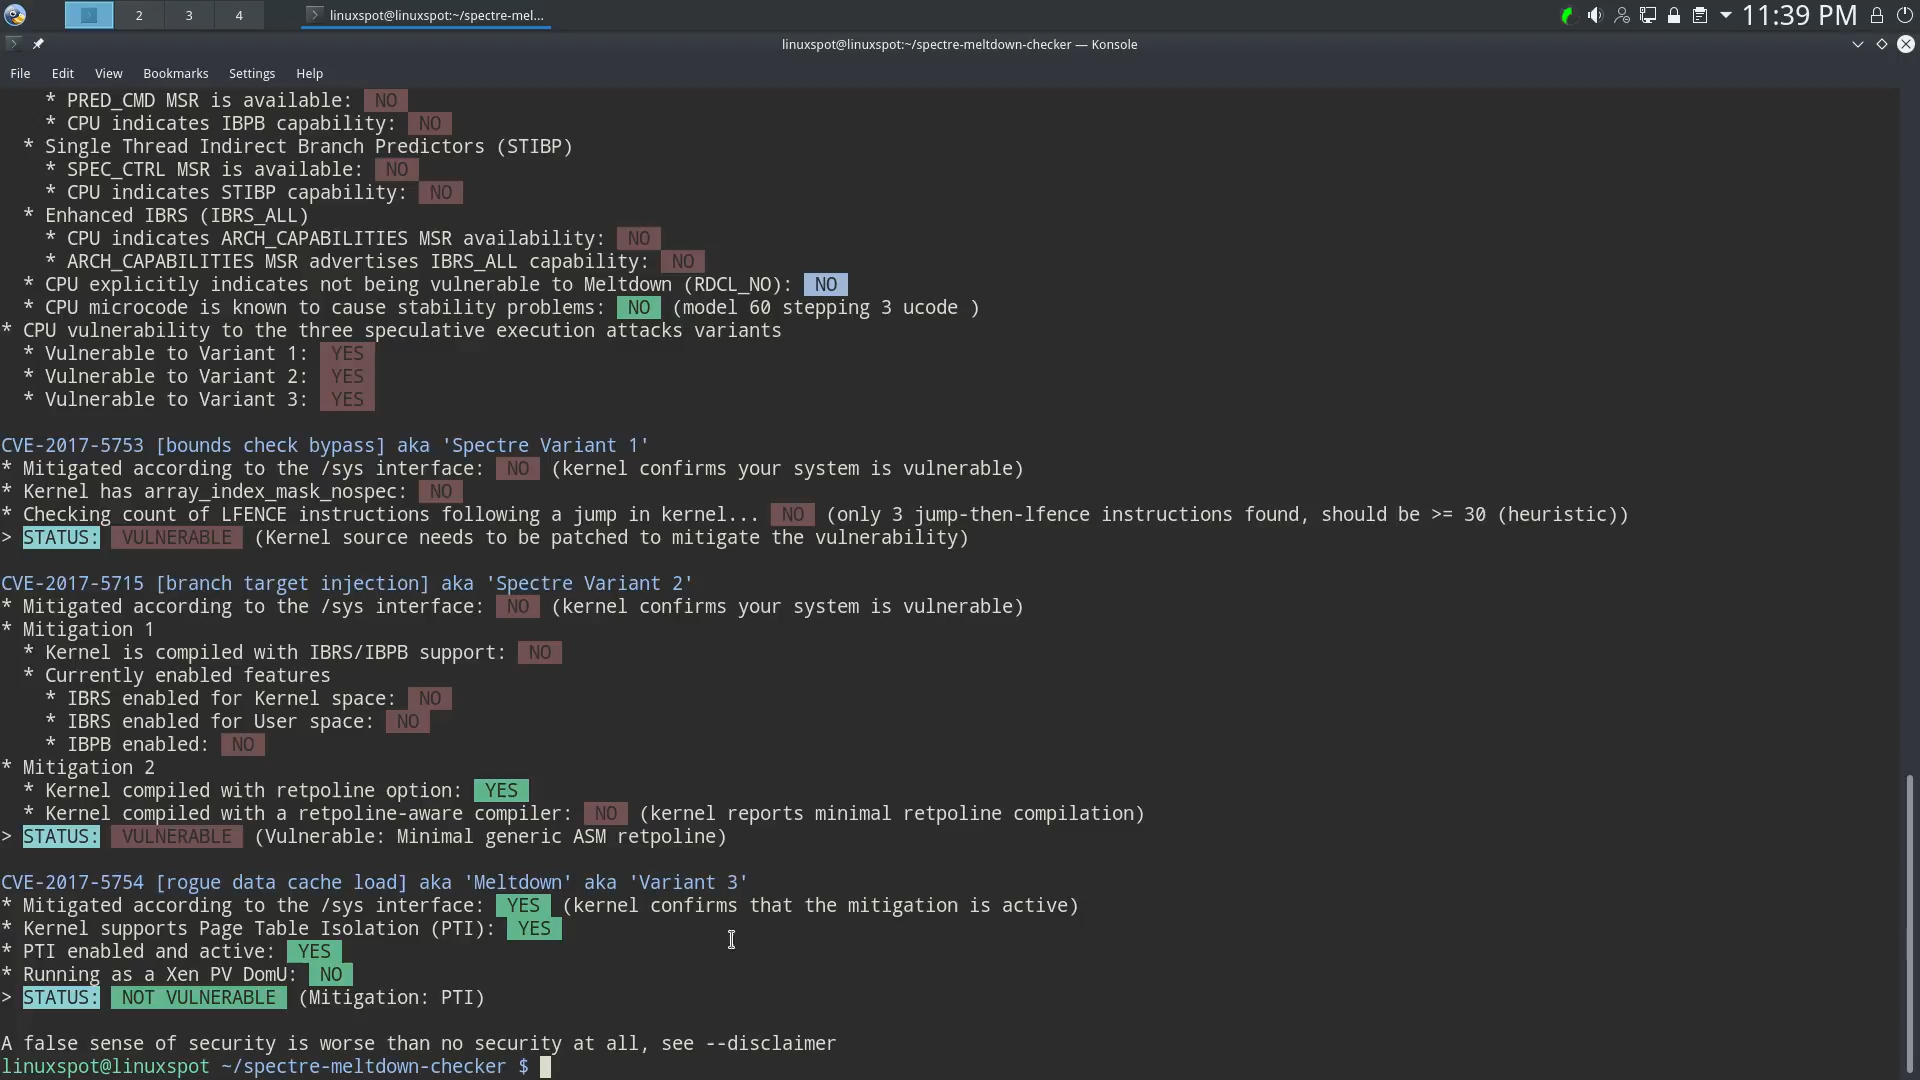 2 3 4 linuxspot@linuxspot:~/spectre-mel... 11:39 PM
linuxspot@linuxspot:~/spectre-meltdown-checker — Konsole
File Edit View Bookmarks Settings Help
* PRED_CMD MSR is available: NO
* CPU indicates IBPB capability: NO
* Single Thread Indirect Branch Predictors (STIBP)
* SPEC_CTRL MSR is available: NO
* CPU indicates STIBP capability: NO
* Enhanced IBRS (IBRS_ALL)
* CPU indicates ARCH_CAPABILITIES MSR availability: NO
* ARCH_CAPABILITIES MSR advertises IBRS_ALL capability: NO
* CPU explicitly indicates not being vulnerable to Meltdown (RDCL_NO): NO
* CPU microcode is known to cause stability problems: NO (model 60 stepping 3 ucode )
* CPU vulnerability to the three speculative execution attacks variants
* Vulnerable to Variant 1: YES
* Vulnerable to Variant 2: YES
* Vulnerable to Variant 3: YES
CVE-2017-5753 [bounds check bypass] aka 'Spectre Variant 1'
* Mitigated according to the /sys interface: NO (kernel confirms your system is vulnerable)
* Kernel has array_index_mask_nospec: NO
* Checking count of LFENCE instructions following a jump in kernel... NO (only 3 jump-then-lfence instructions found, should be >= 30 (heuristic))
> STATUS: VULNERABLE (Kernel source needs to be patched to mitigate the vulnerability)
CVE-2017-5715 [branch target injection] aka 'Spectre Variant 2'
* Mitigated according to the /sys interface: NO (kernel confirms your system is vulnerable)
* Mitigation 1
* Kernel is compiled with IBRS/IBPB support: NO
* Currently enabled features
* IBRS enabled for Kernel space: NO
* IBRS enabled for User space: NO
* IBPB enabled: NO
* Mitigation 2
* Kernel compiled with retpoline option: YES
* Kernel compiled with a retpoline-aware compiler: NO (kernel reports minimal retpoline compilation)
> STATUS: VULNERABLE (Vulnerable: Minimal generic ASM retpoline)
CVE-2017-5754 [rogue data cache load] aka 'Meltdown' aka 'Variant 3'
* Mitigated according to the /sys interface: YES (kernel confirms that the mitigation is active)
* Kernel supports Page Table Isolation (PTI): YES
* PTI enabled and active: YES
* Running as a Xen PV DomU: NO
> STATUS: NOT VULNERABLE (Mitigation: PTI)
A false sense of security is worse than no security at all, see --disclaimer
linuxspot@linuxspot ~/spectre-meltdown-checker $